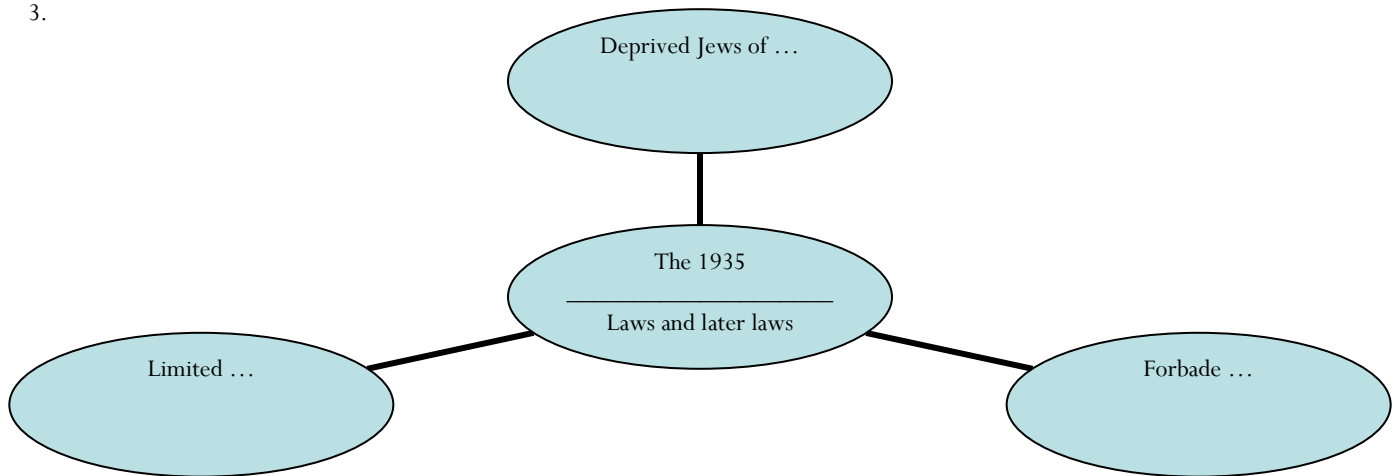 3.
Deprived Jews of …
The 1935
____________________
Laws and later laws
Limited …
Forbade …